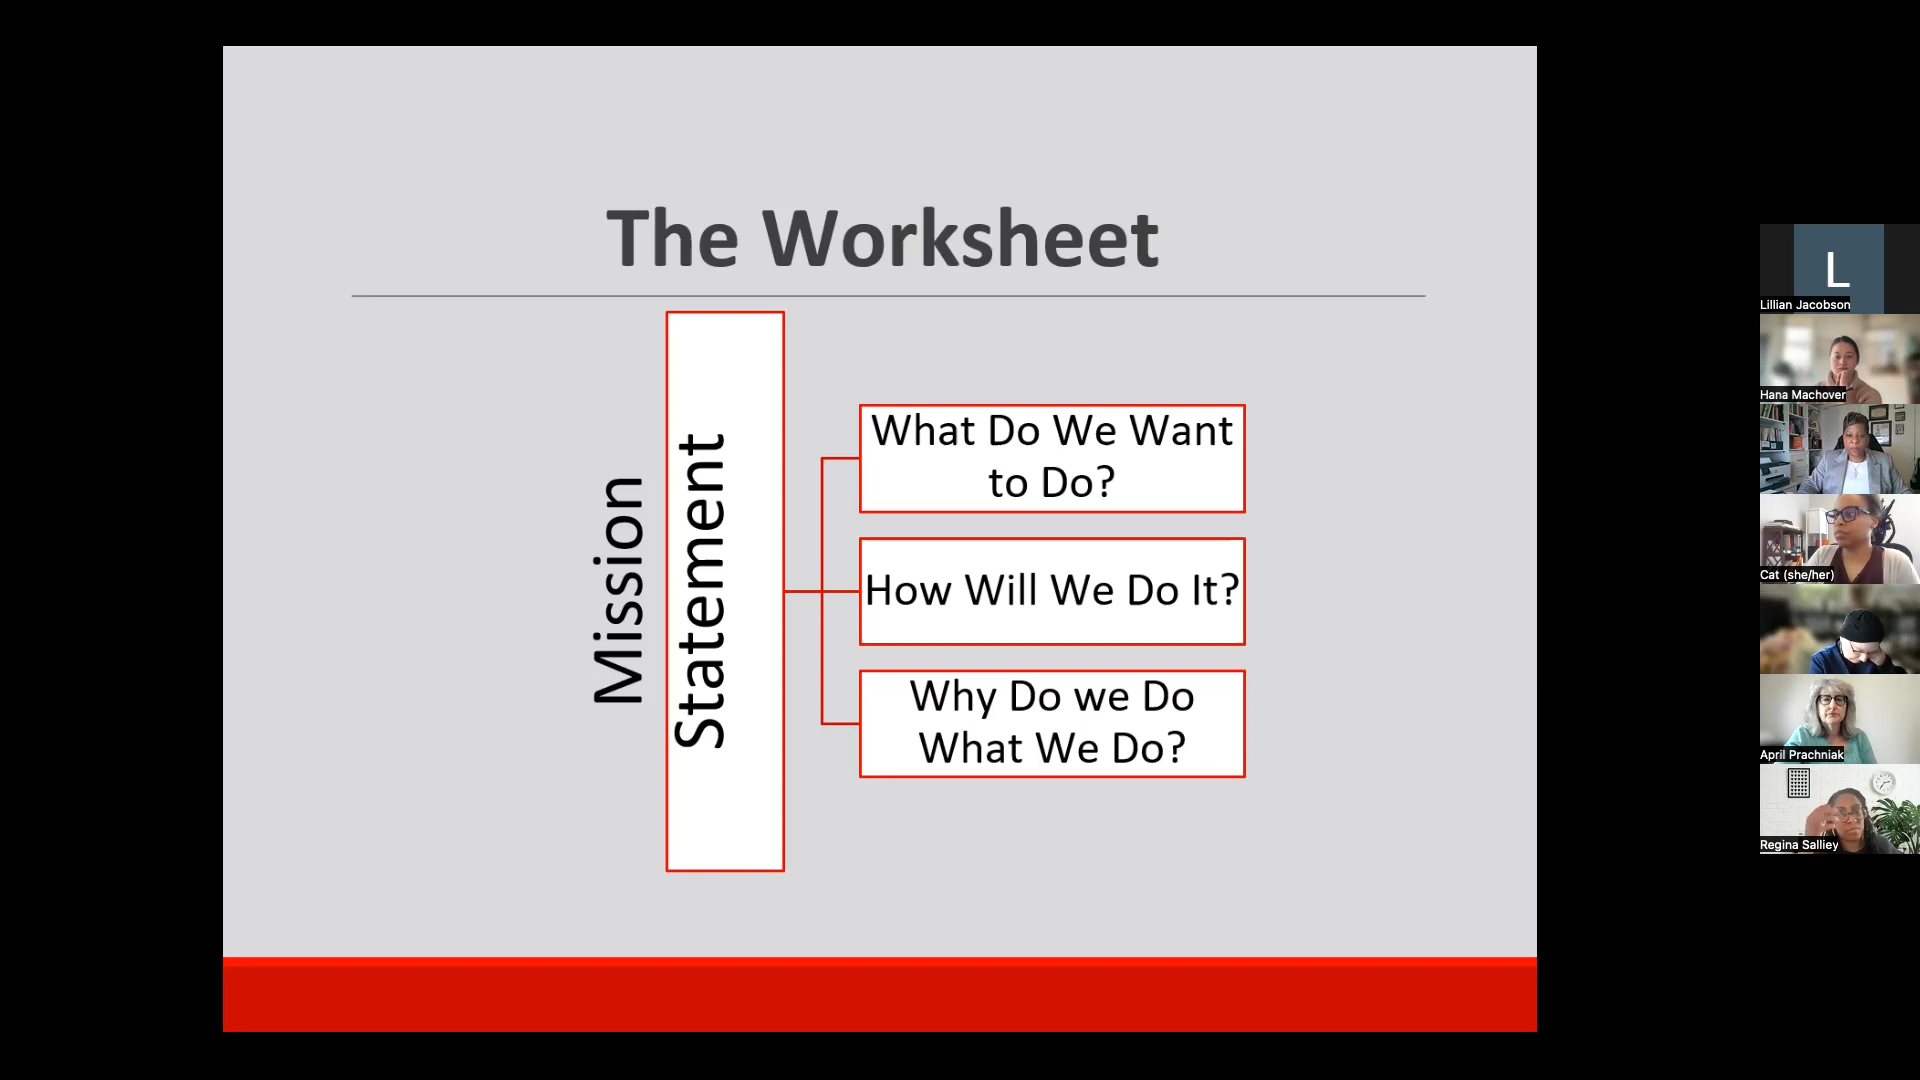 The Worksheet
Mission
Statement
What Do We Want
to Do?
How Will We Do It?
Why Do we Do
What We Do?
L
Lillian Jacobson
Hana Machover
Cat (she/her)
April Prachniak
Regina Salliey